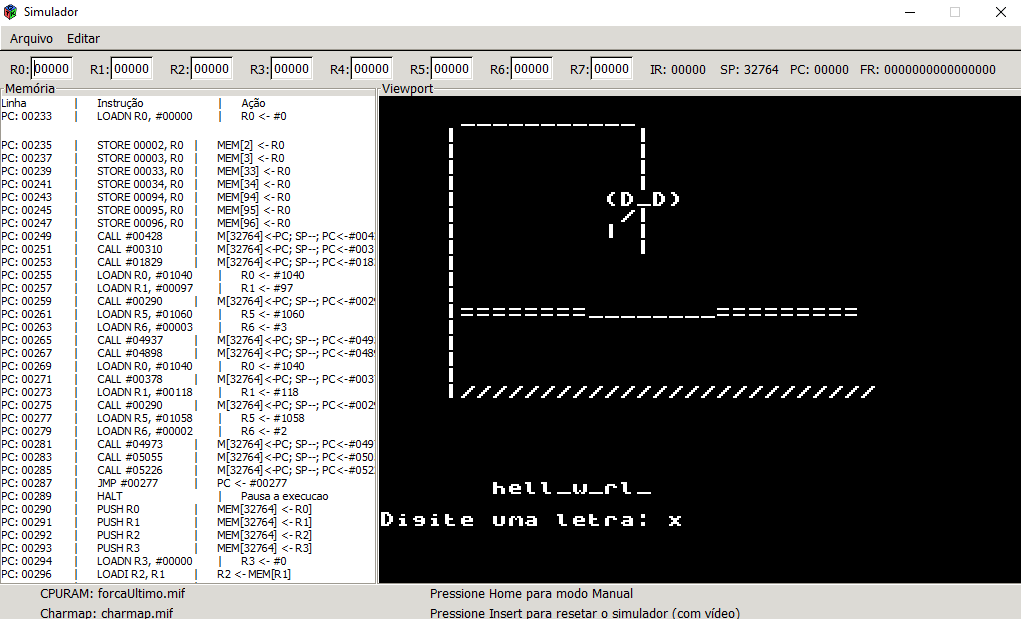 Simulador
Arquivo Editar
R0: 00000 R1: 00000 R2: 00000 R3: 00000 R4: 00000 R5: 00000 R6: 00000 R7: 00000 IR: 00000 SP: 32764 PC: 00000 FR: 0000000000000000
Memória
Viewport
Linha | Instrução | Ação
PC: 00233 | LOADN R0, #00000 | R0 <- #0
PC: 00235 | STORE 00002, R0 | MEM[2] <- R0
PC: 00237 | STORE 00003, R0 | MEM[3] <- R0
PC: 00239 | STORE 00033, R0 | MEM[33] <- R0
PC: 00241 | STORE 00034, R0 | MEM[34] <- R0
PC: 00243 | STORE 00094, R0 | MEM[94] <- R0
PC: 00245 | STORE 00095, R0 | MEM[95] <- R0
PC: 00247 | STORE 00096, R0 | MEM[96] <- R0
PC: 00249 | CALL #00428 | M[32764]<-PC; SP--; PC<-#004
PC: 00251 | CALL #00310 | M[32764]<-PC; SP--; PC<-#003
PC: 00253 | CALL #01829 | M[32764]<-PC; SP--; PC<-#018
PC: 00255 | LOADN R0, #01040 | R0 <- #1040
PC: 00257 | LOADN R1, #00097 | R1 <- #97
PC: 00259 | CALL #00290 | M[32764]<-PC; SP--; PC<-#002
PC: 00261 | LOADN R5, #01060 | R5 <- #1060
PC: 00263 | LOADN R6, #00003 | R6 <- #3
PC: 00265 | CALL #04937 | M[32764]<-PC; SP--; PC<-#049
PC: 00267 | CALL #04898 | M[32764]<-PC; SP--; PC<-#048
PC: 00269 | LOADN R0, #01040 | R0 <- #1040
PC: 00271 | CALL #00378 | M[32764]<-PC; SP--; PC<-#003
PC: 00273 | LOADN R1, #00118 | R1 <- #118
PC: 00275 | CALL #00290 | M[32764]<-PC; SP--; PC<-#002
PC: 00277 | LOADN R5, #01058 | R5 <- #1058
PC: 00279 | LOADN R6, #00002 | R6 <- #2
PC: 00281 | CALL #04973 | M[32764]<-PC; SP--; PC<-#049
PC: 00283 | CALL #05055 | M[32764]<-PC; SP--; PC<-#050
PC: 00285 | CALL #05226 | M[32764]<-PC; SP--; PC<-#052
PC: 00287 | JMP #00277 | PC <- #00277
PC: 00289 | HALT | Pausa a execucao
PC: 00290 | PUSH R0 | MEM[32764] <- R0]
PC: 00291 | PUSH R1 | MEM[32764] <- R1]
PC: 00292 | PUSH R2 | MEM[32764] <- R2]
PC: 00293 | PUSH R3 | MEM[32764] <- R3]
PC: 00294 | LOADN R3, #00000 | R3 <- #0
PC: 00296 | LOADI R2, R1 | R2 <- MEM[R1]
(D_D)
========________=========
//////////////////////////
hell_w_rl_
Digite uma letra: x
CPURAM: forcaUltimo.mif
Pressione Home para modo Manual
Charmap: charmap.mif
Pressione Insert para resetar o simulador (com vídeo)